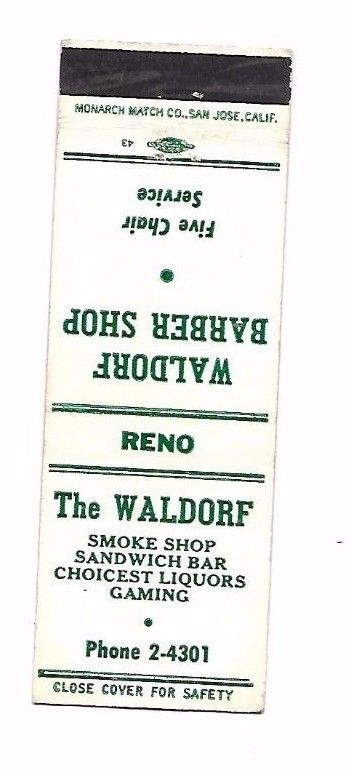 MONARCH MATCH CO., SAN JOSE, CALIF.
43
WALDORF
BARBER SHOP
Five Chair
Service
RENO
The WALDORF
SMOKE SHOP
SANDWICH BAR
CHOICEST LIQUORS
GAMING
Phone 2-4301
CLOSE COVER FOR SAFETY